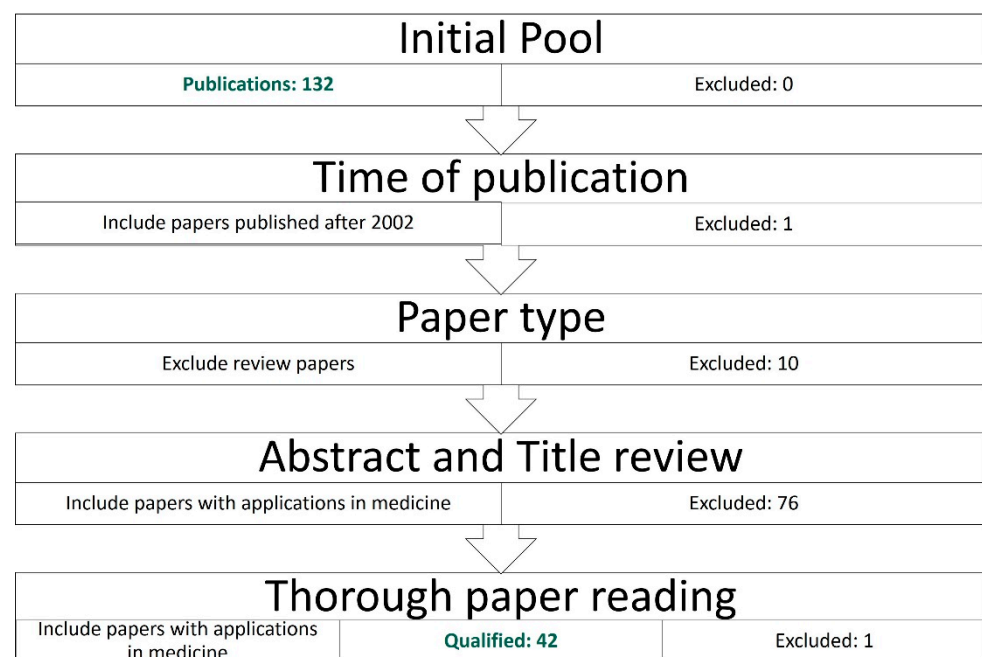 Initial Pool
Publications: 132
Excluded: 0
Time of publication
Include papers published after 2002
Excluded: 1
Paper type
Exclude review papers
Excluded: 10
Abstract and Title review
Include papers with applications in medicine
Excluded: 76
Thorough paper reading
Include papers with applications
in medicine
Qualified: 42
Excluded: 1